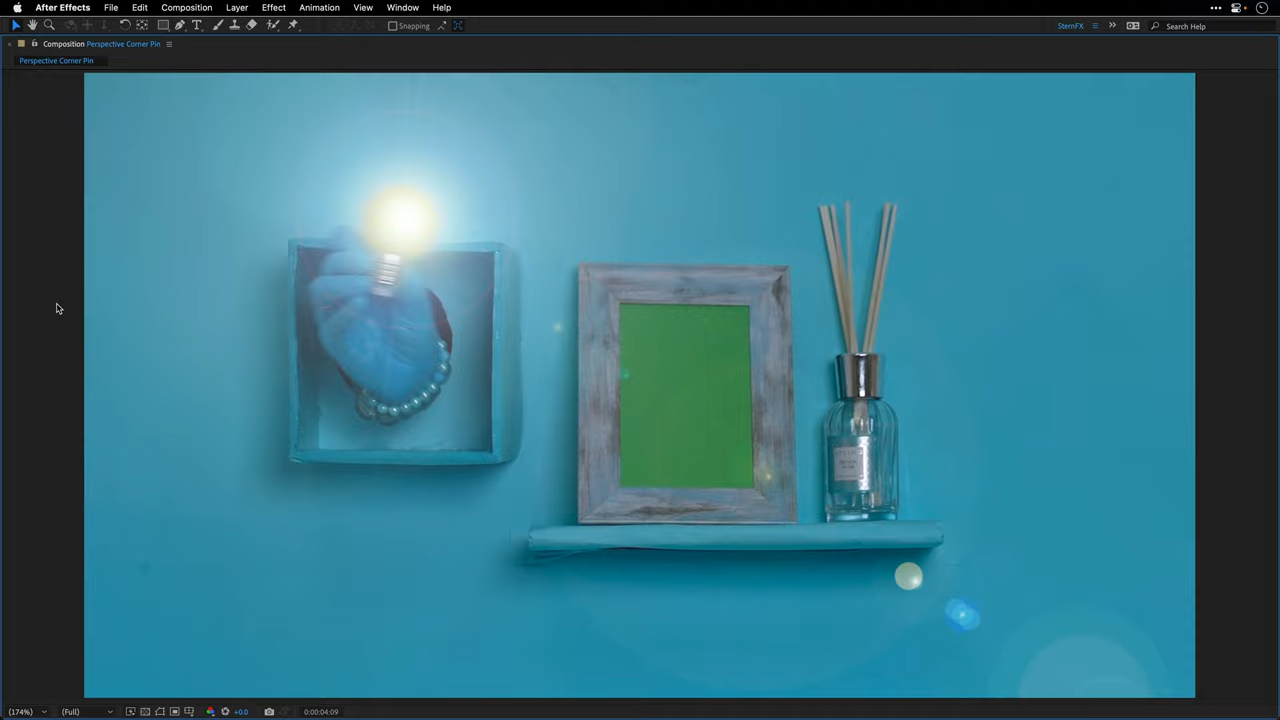 After Effects File Edit Composition Layer Effect Animation View Window Help
Snapping SternFX Search Help
Composition Perspective Corner Pin
Perspective Corner Pin
(174%) (Full) +0.0 0:00:04:09